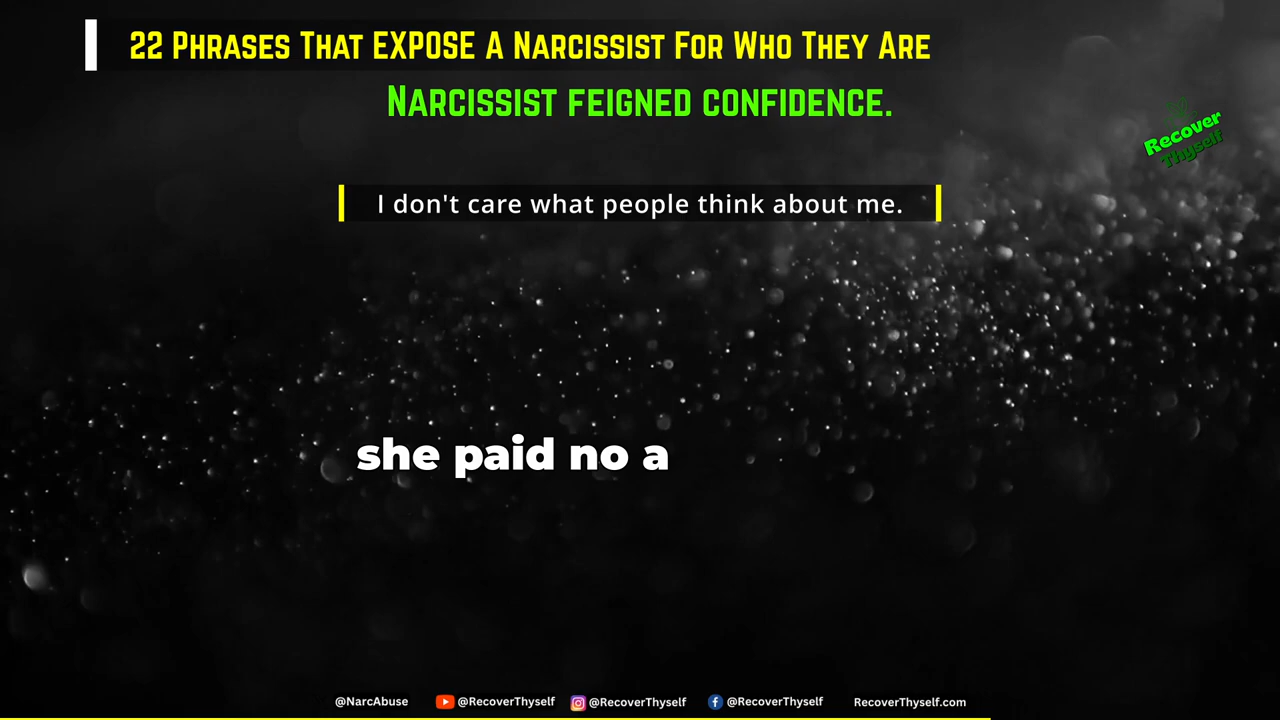 22 Phrases That EXPOSE A Narcissist For Who They Are
Narcissist feigned confidence.
Recover
Thyself
I don't care what people think about me.
she paid no a
@NarcAbuse @RecoverThyself @RecoverThyself @RecoverThyself RecoverThyself.com